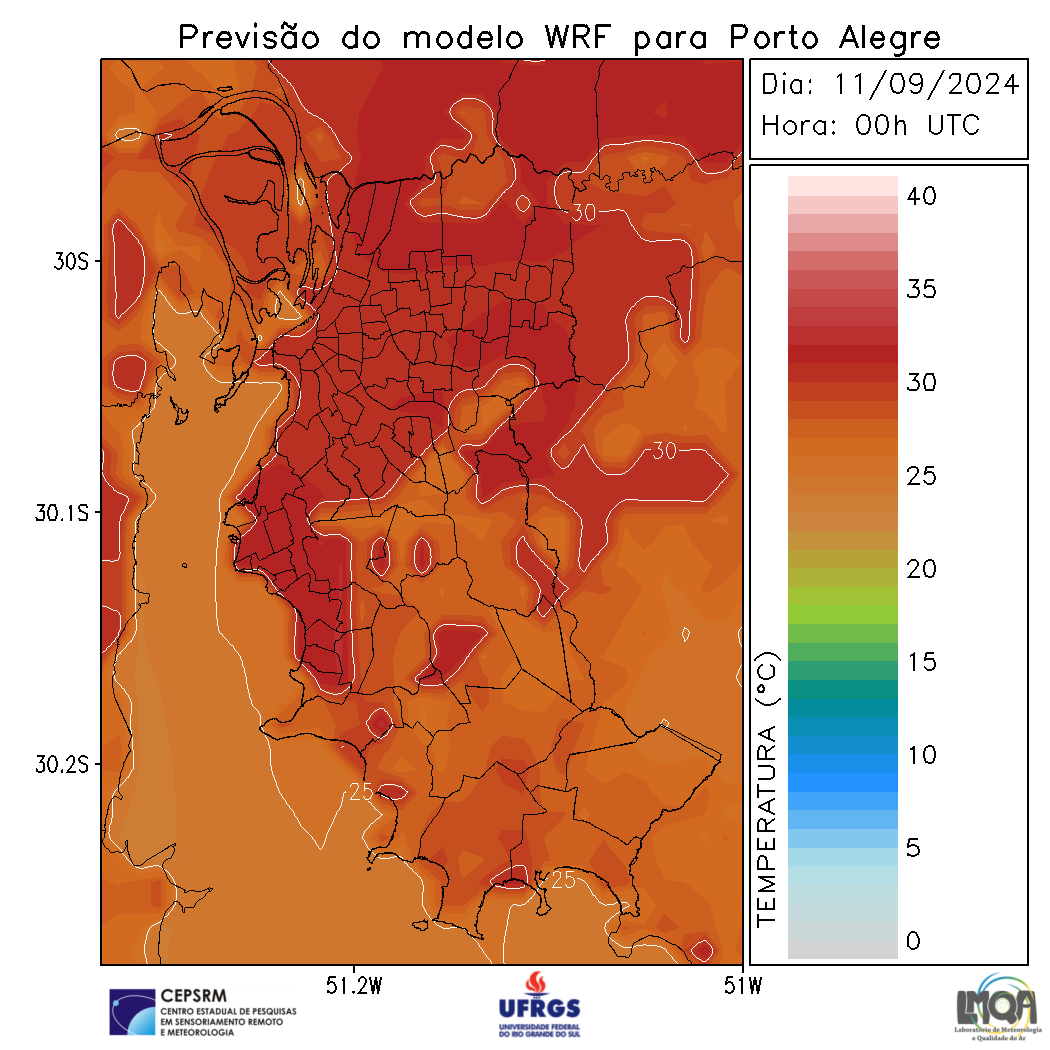 Previsão do modelo WRF para Porto Alegre
Dia: 11/09/2024
Hora: 00h UTC
30S
30.1S
30.2S
51.2W
51W
30
30
25
25
TEMPERATURA (°C)
40
35
30
25
20
15
10
5
0
CEPSRM
CENTRO ESTADUAL DE PESQUISAS
EM SENSORIAMENTO REMOTO
E METEOROLOGIA
UFRGS
UNIVERSIDADE FEDERAL
DO RIO GRANDE DO SUL
LMQA
Laboratório de Meteorologia
e Qualidade do Ar